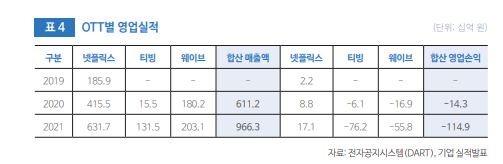 표 4 OTT별 영업실적
(단위: 십억 원)
구분 넷플릭스 티빙 웨이브 합산 매출액 넷플릭스 티빙 웨이브 합산 영업손익
2019 185.9 – – – 2.2 – – –
2020 415.5 15.5 180.2 611.2 8.8 –6.1 –16.9 –14.3
2021 631.7 131.5 203.1 966.3 17.1 –76.2 –55.8 –114.9
자료: 전자공지시스템(DART), 기업 실적발표